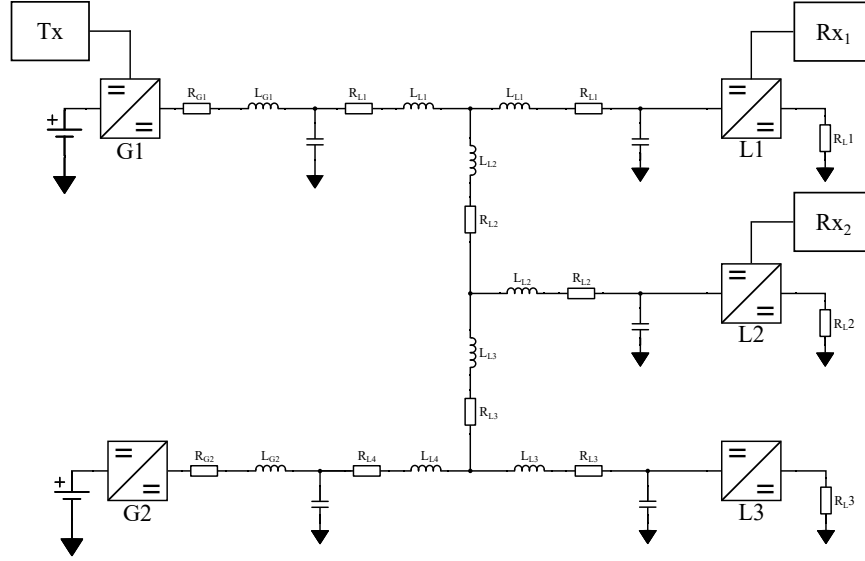 Tx
Rx1
RG1 LG1 RL1 LL1 LL1 RL1
+
G1
L1
RL1
LL2
RL2
Rx2
LL2 RL2
L2
RL2
LL3
RL3
RG2 LG2 RL4 LL4 LL3 RL3
+
G2
L3
RL3